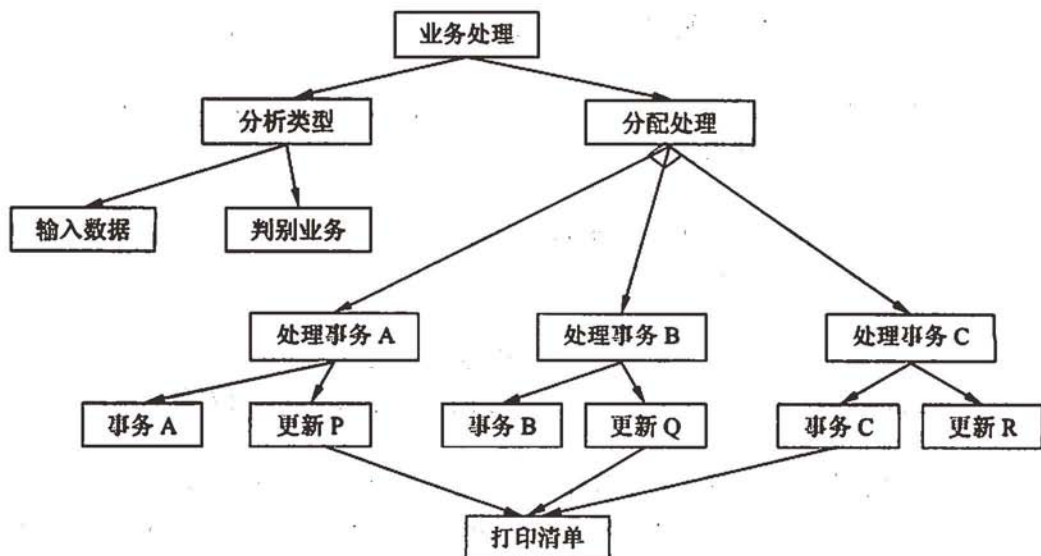 业务处理
分析类型
分配处理
输入数据
判别业务
处理事务 A
处理事务 B
处理事务 C
事务 A
更新 P
事务 B
更新 Q
事务 C
更新 R
打印清单